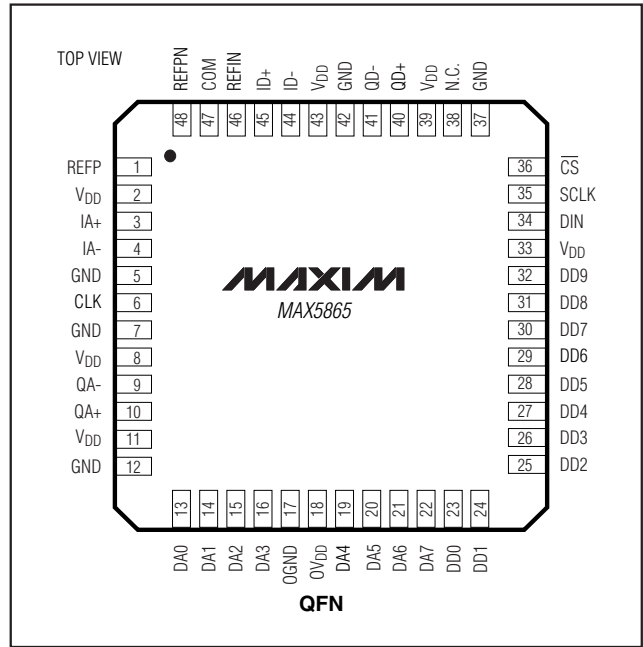 TOP VIEW
REFPN COM REFIN ID+ ID- VDD GND QD- QD+ VDD N.C. GND
48 47 46 45 44 43 42 41 40 39 38 37
REFP 1
VDD 2
IA+ 3
IA- 4
GND 5
CLK 6
GND 7
VDD 8
QA- 9
QA+ 10
VDD 11
GND 12
MAXIM
MAX5865
36 C̅S̅
35 SCLK
34 DIN
33 VDD
32 DD9
31 DD8
30 DD7
29 DD6
28 DD5
27 DD4
26 DD3
25 DD2
13 14 15 16 17 18 19 20 21 22 23 24
DA0 DA1 DA2 DA3 OGND OVDD DA4 DA5 DA6 DA7 DD0 DD1
QFN